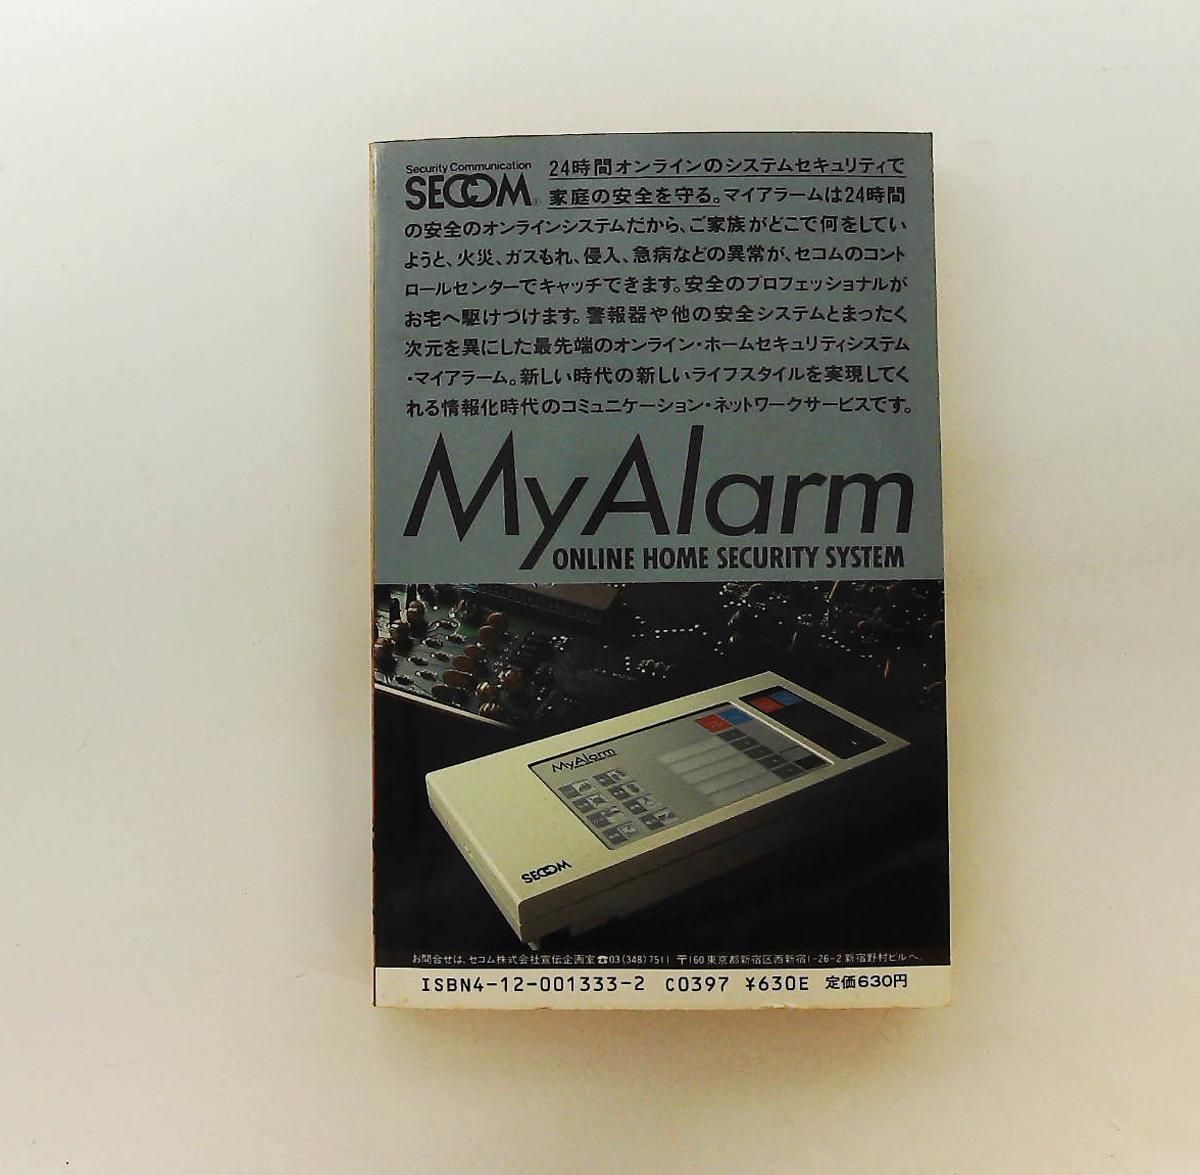 Security Communication
SECOM®
24時間オンラインのシステムセキュリティで
家庭の安全を守る。マイアラームは24時間
の安全のオンラインシステムだから、ご家族がどこで何をしてい
ようと、火災、ガスもれ、侵入、急病などの異常が、セコムのコント
ロールセンターでキャッチできます。安全のプロフェッショナルが
お宅へ駆けつけます。警報器や他の安全システムとまったく
次元を異にした最先端のオンライン・ホームセキュリティシステム
・マイアラーム。新しい時代の新しいライフスタイルを実現してく
れる情報化時代のコミュニケーション・ネットワークサービスです。
MyAlarm
ONLINE HOME SECURITY SYSTEM
MyAlarm
SECOM
お問合せは、セコム株式会社宣伝企画室☎03(348)7511 〒160 東京都新宿区西新宿1-26-2 新宿野村ビルへ。
ISBN4-12-001333-2 C0397 ¥630E 定価630円